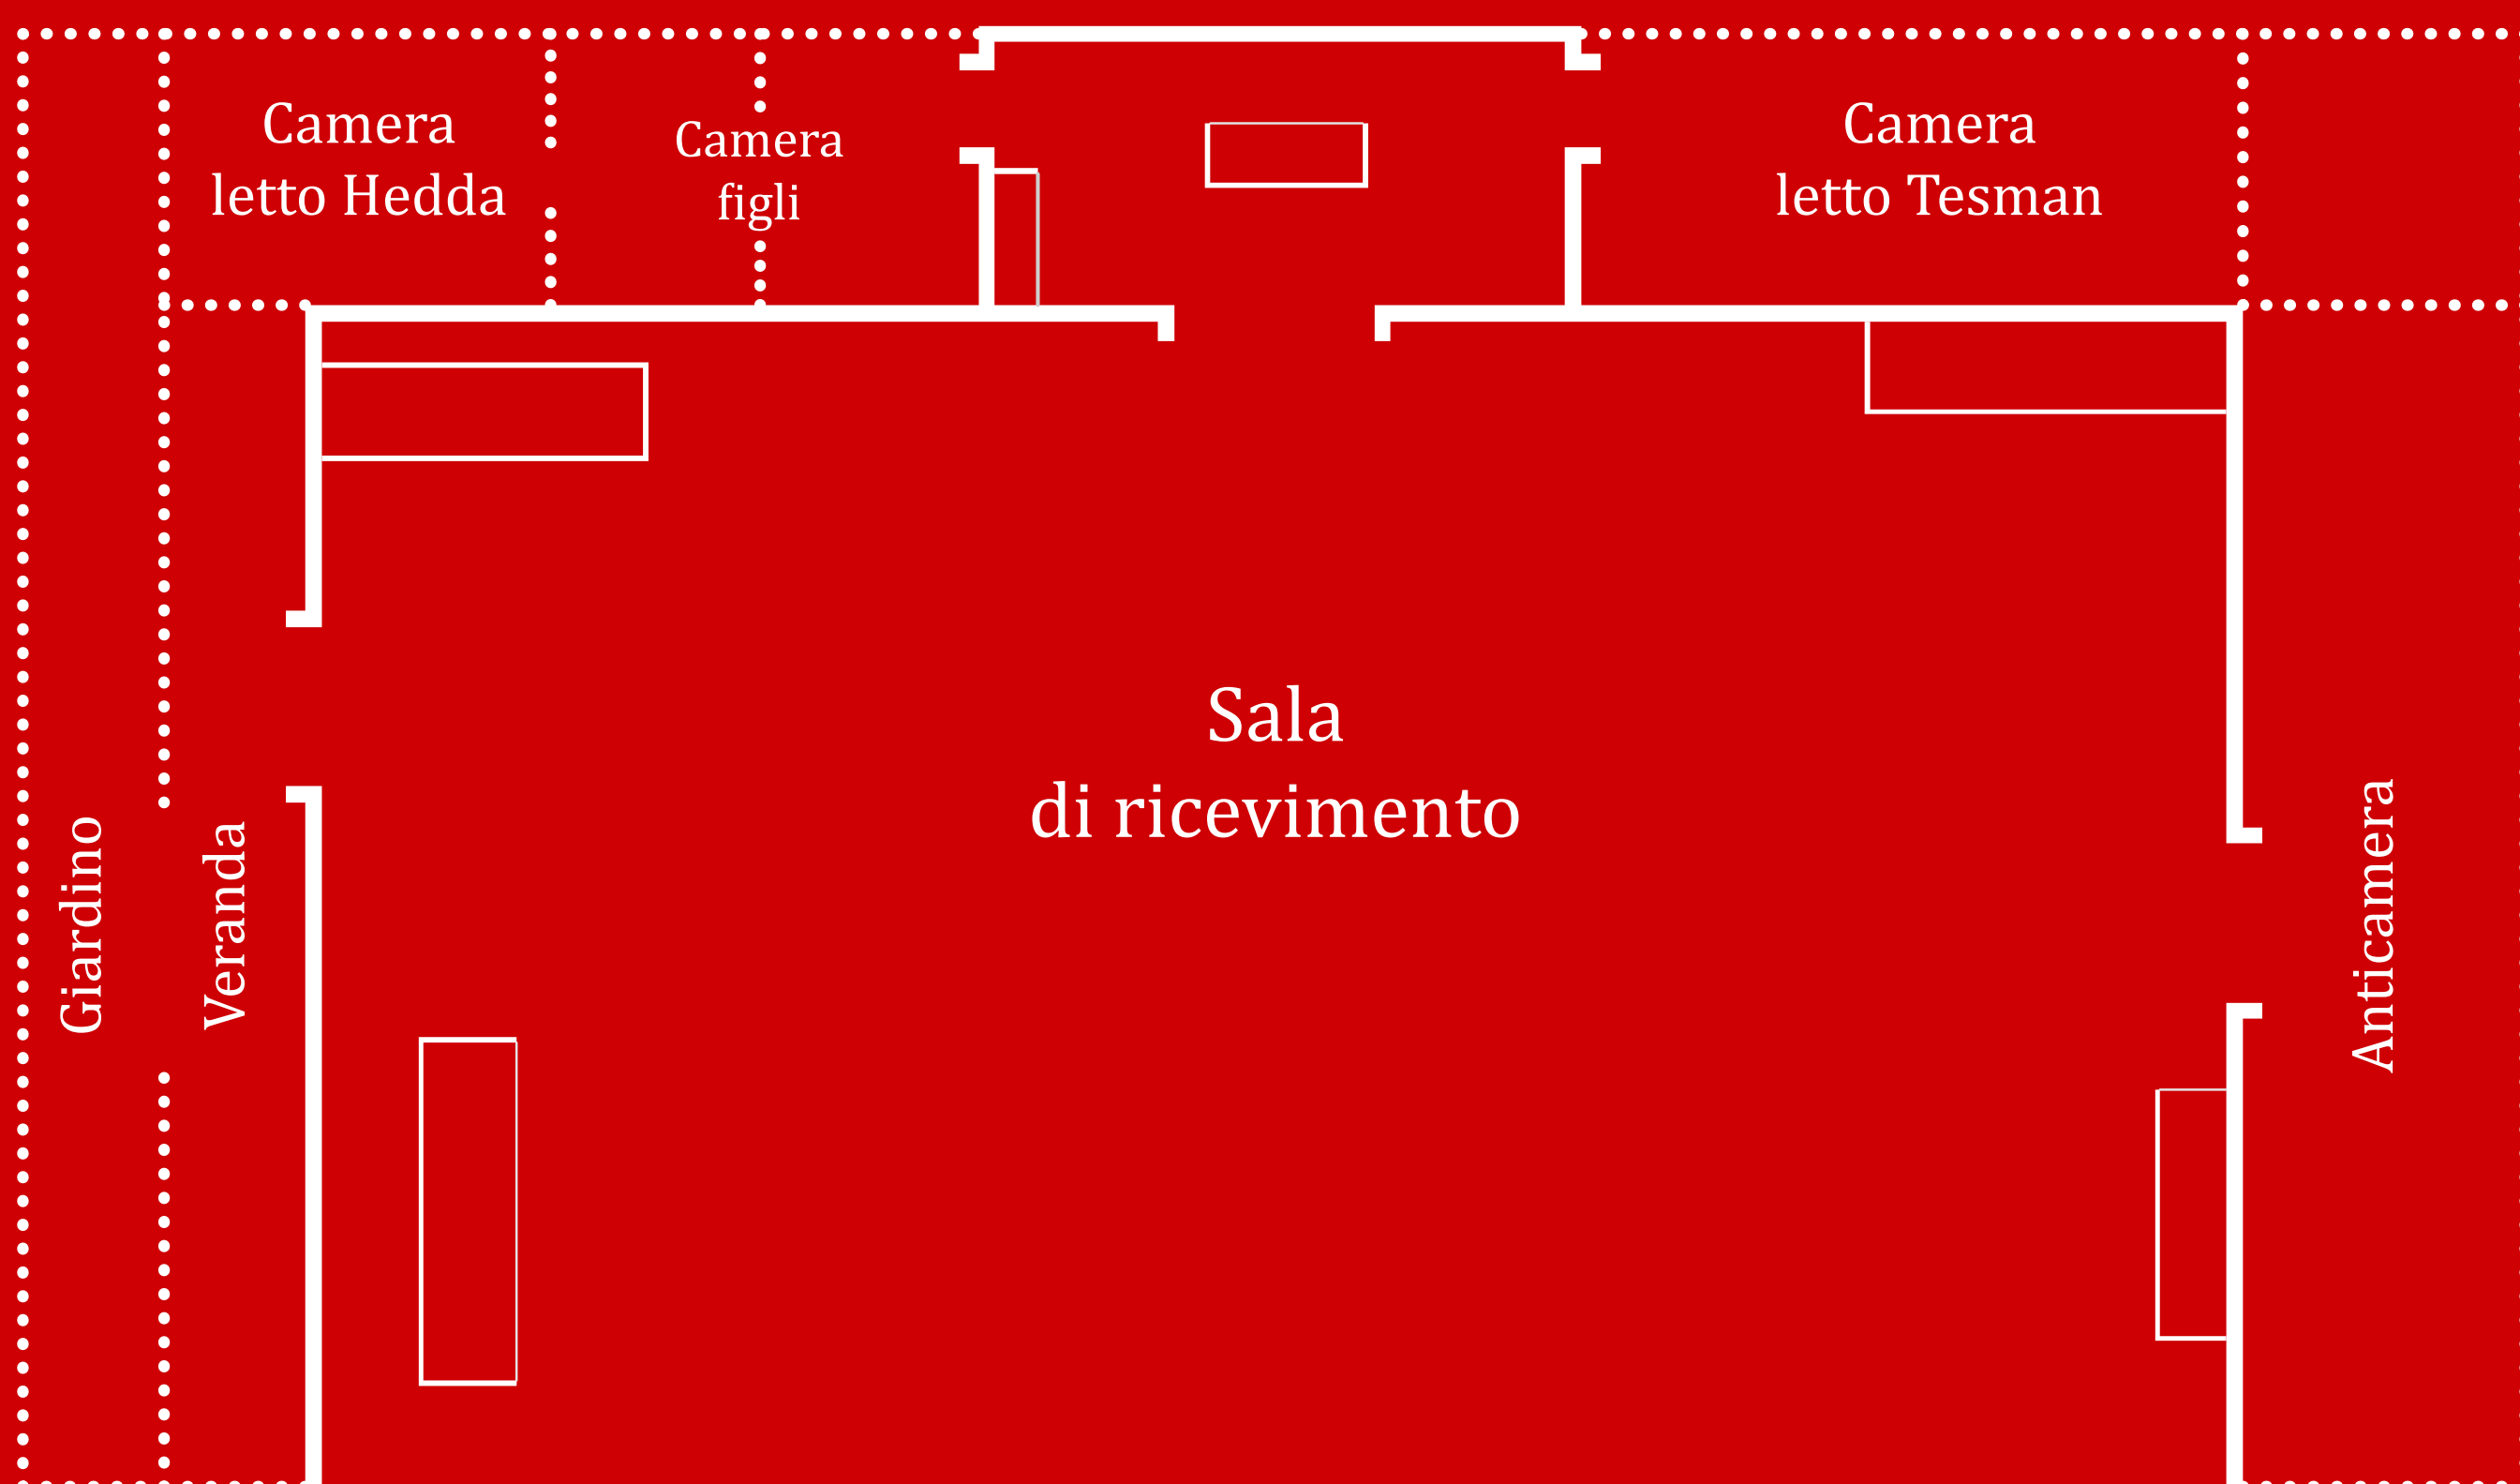 Camera
letto Hedda
Camera
figli
Camera
letto Tesman
Sala
di ricevimento
Giardino
Veranda
Anticamera